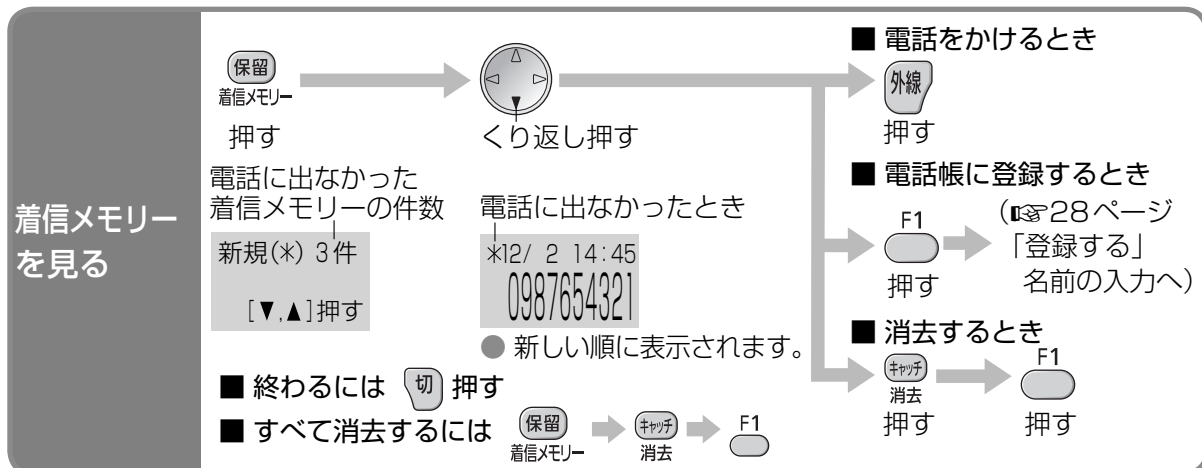 着信メモリー
を見る
保留
着信メモリー
押す
くり返し押す
電話に出なかった
着信メモリーの件数
新規(*) 3件
[▼,▲]押す
電話に出なかったとき
*12/ 2 14:45
0987654321
● 新しい順に表示されます。
■ 終わるには 切 押す
■ すべて消去するには 保留 キャッチ F1
着信メモリー 消去
■ 電話をかけるとき
外線
押す
■ 電話帳に登録するとき
F1
押す
(☞28ページ
「登録する」
名前の入力へ)
■ 消去するとき
キャッチ F1
消去
押す 押す